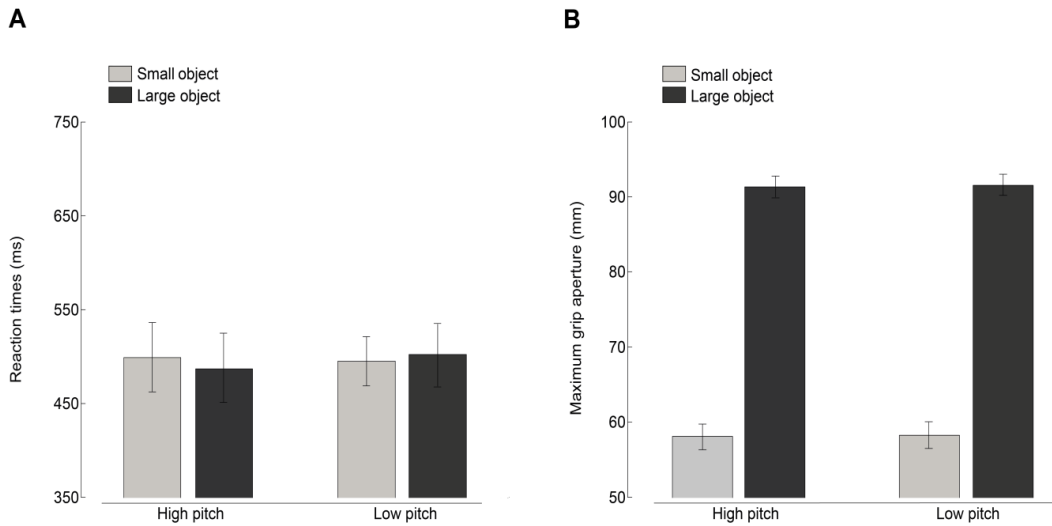 A
Small object
Large object
Reaction times (ms)
750
650
550
450
350
High pitch
Low pitch
B
Small object
Large object
Maximum grip aperture (mm)
100
90
80
70
60
50
High pitch
Low pitch